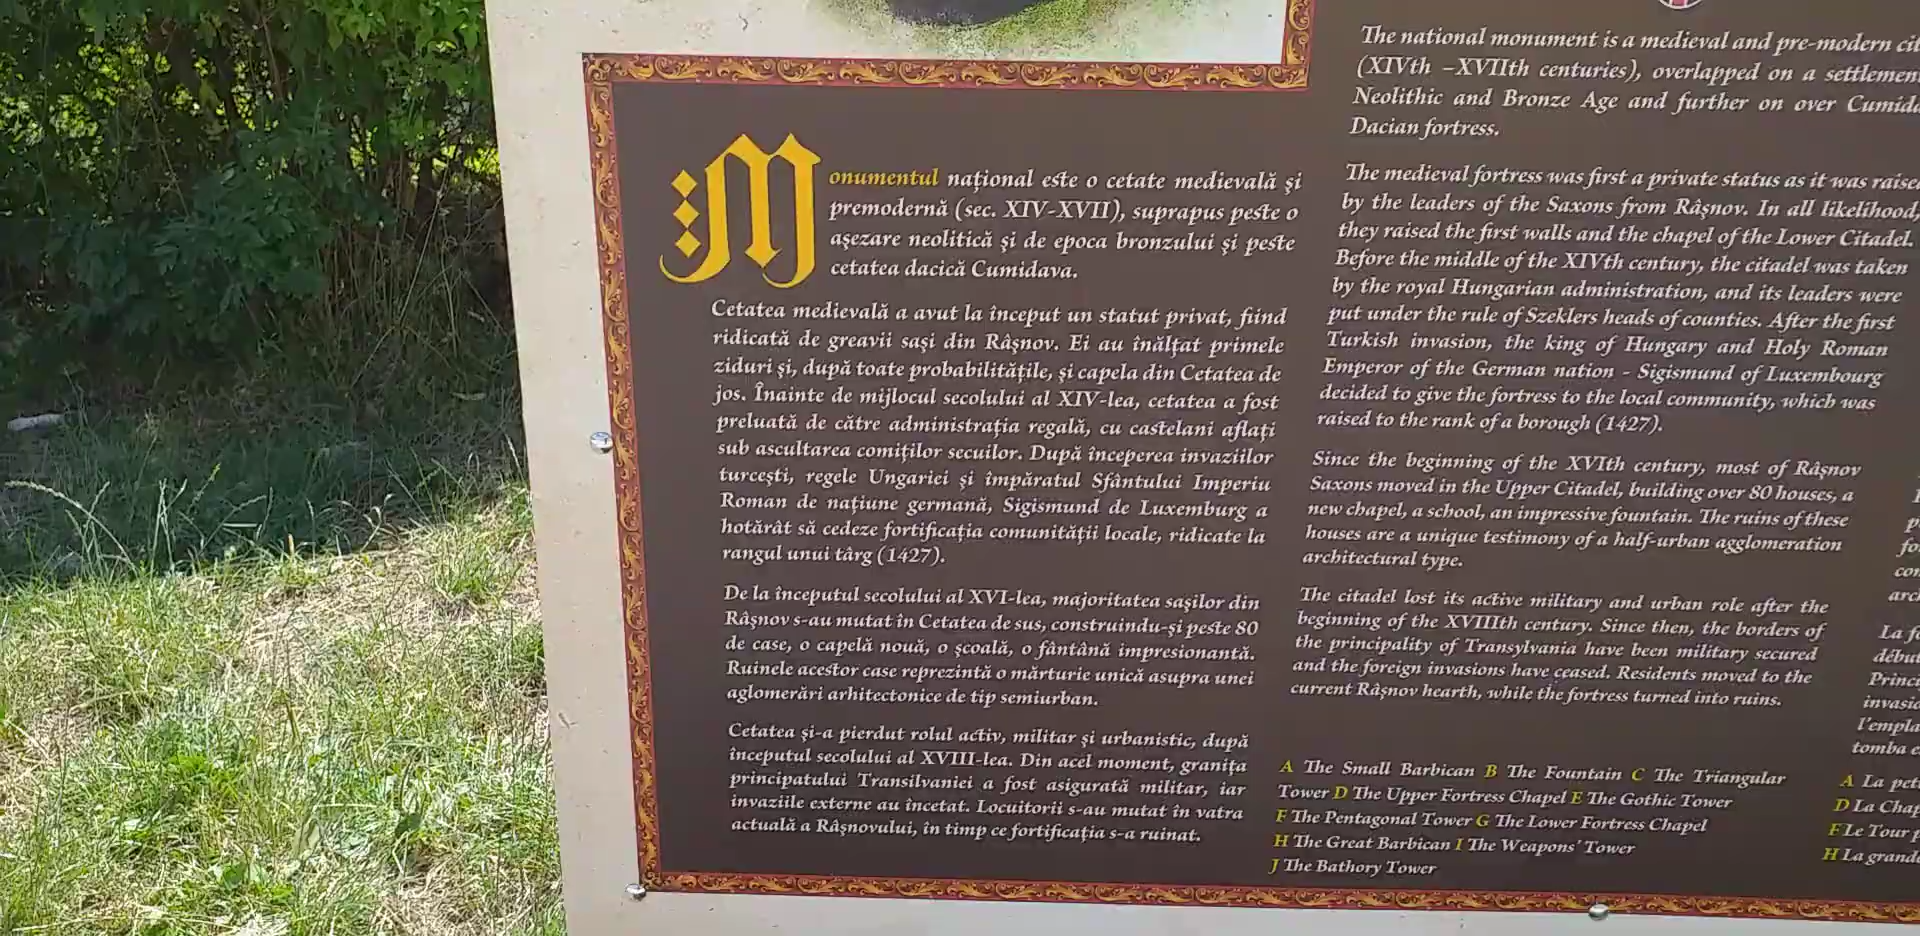 Monumentul național este o cetate medievală și
premodernă (sec. XIV-XVII), suprapus peste o
așezare neolitică și de epoca bronzului și peste
cetatea dacică Cumidava.
Cetatea medievală a avut la început un statut privat, fiind
ridicată de greavii sași din Râșnov. Ei au înălțat primele
ziduri și, după toate probabilitățile, și capela din Cetatea de
jos. Înainte de mijlocul secolului al XIV-lea, cetatea a fost
preluată de către administrația regală, cu castelani aflați
sub ascultarea comiților secuilor. După începerea invaziilor
turcești, regele Ungariei și împăratul Sfântului Imperiu
Roman de națiune germană, Sigismund de Luxemburg a
hotărât să cedeze fortificația comunității locale, ridicate la
rangul unui târg (1427).
De la începutul secolului al XVI-lea, majoritatea sașilor din
Râșnov s-au mutat în Cetatea de sus, construindu-și peste 80
de case, o capelă nouă, o școală, o fântână impresionantă.
Ruinele acestor case reprezintă o mărturie unică asupra unei
aglomerări arhitectonice de tip semiurban.
Cetatea și-a pierdut rolul activ, militar și urbanistic, după
începutul secolului al XVIII-lea. Din acel moment, granița
principatului Transilvaniei a fost asigurată militar, iar
invaziile externe au încetat. Locuitorii s-au mutat în vatra
actuală a Râșnovului, în timp ce fortificația s-a ruinat.
The national monument is a medieval and pre-modern
(XIVth –XVIIth centuries), overlapped on a
Neolithic and Bronze Age and further on over
Dacian fortress.
The medieval fortress was first a private status as it was
by the leaders of the Saxons from Râșnov. In all likelihood,
they raised the first walls and the chapel of the Lower Citadel.
Before the middle of the XIVth century, the citadel was taken
by the royal Hungarian administration, and its leaders were
put under the rule of Szeklers heads of counties. After the first
Turkish invasion, the king of Hungary and Holy Roman
Emperor of the German nation - Sigismund of Luxembourg
decided to give the fortress to the local community, which was
raised to the rank of a borough (1427).
Since the beginning of the XVIth century, most of Râșnov
Saxons moved in the Upper Citadel, building over 80 houses, a
new chapel, a school, an impressive fountain. The ruins of these
houses are a unique testimony of a half-urban agglomeration
architectural type.
The citadel lost its active military and urban role after the
beginning of the XVIIIth century. Since then, the borders of
the principality of Transylvania have been military secured
and the foreign invasions have ceased. Residents moved to the
current Râșnov hearth, while the fortress turned into ruins.
A The Small Barbican B The Fountain C The Triangular
Tower D The Upper Fortress Chapel E The Gothic Tower
F The Pentagonal Tower G The Lower Fortress Chapel
H The Great Barbican I The Weapons' Tower
J The Bathory Tower
La
tomba
A La
D La
F Le Tour
H La